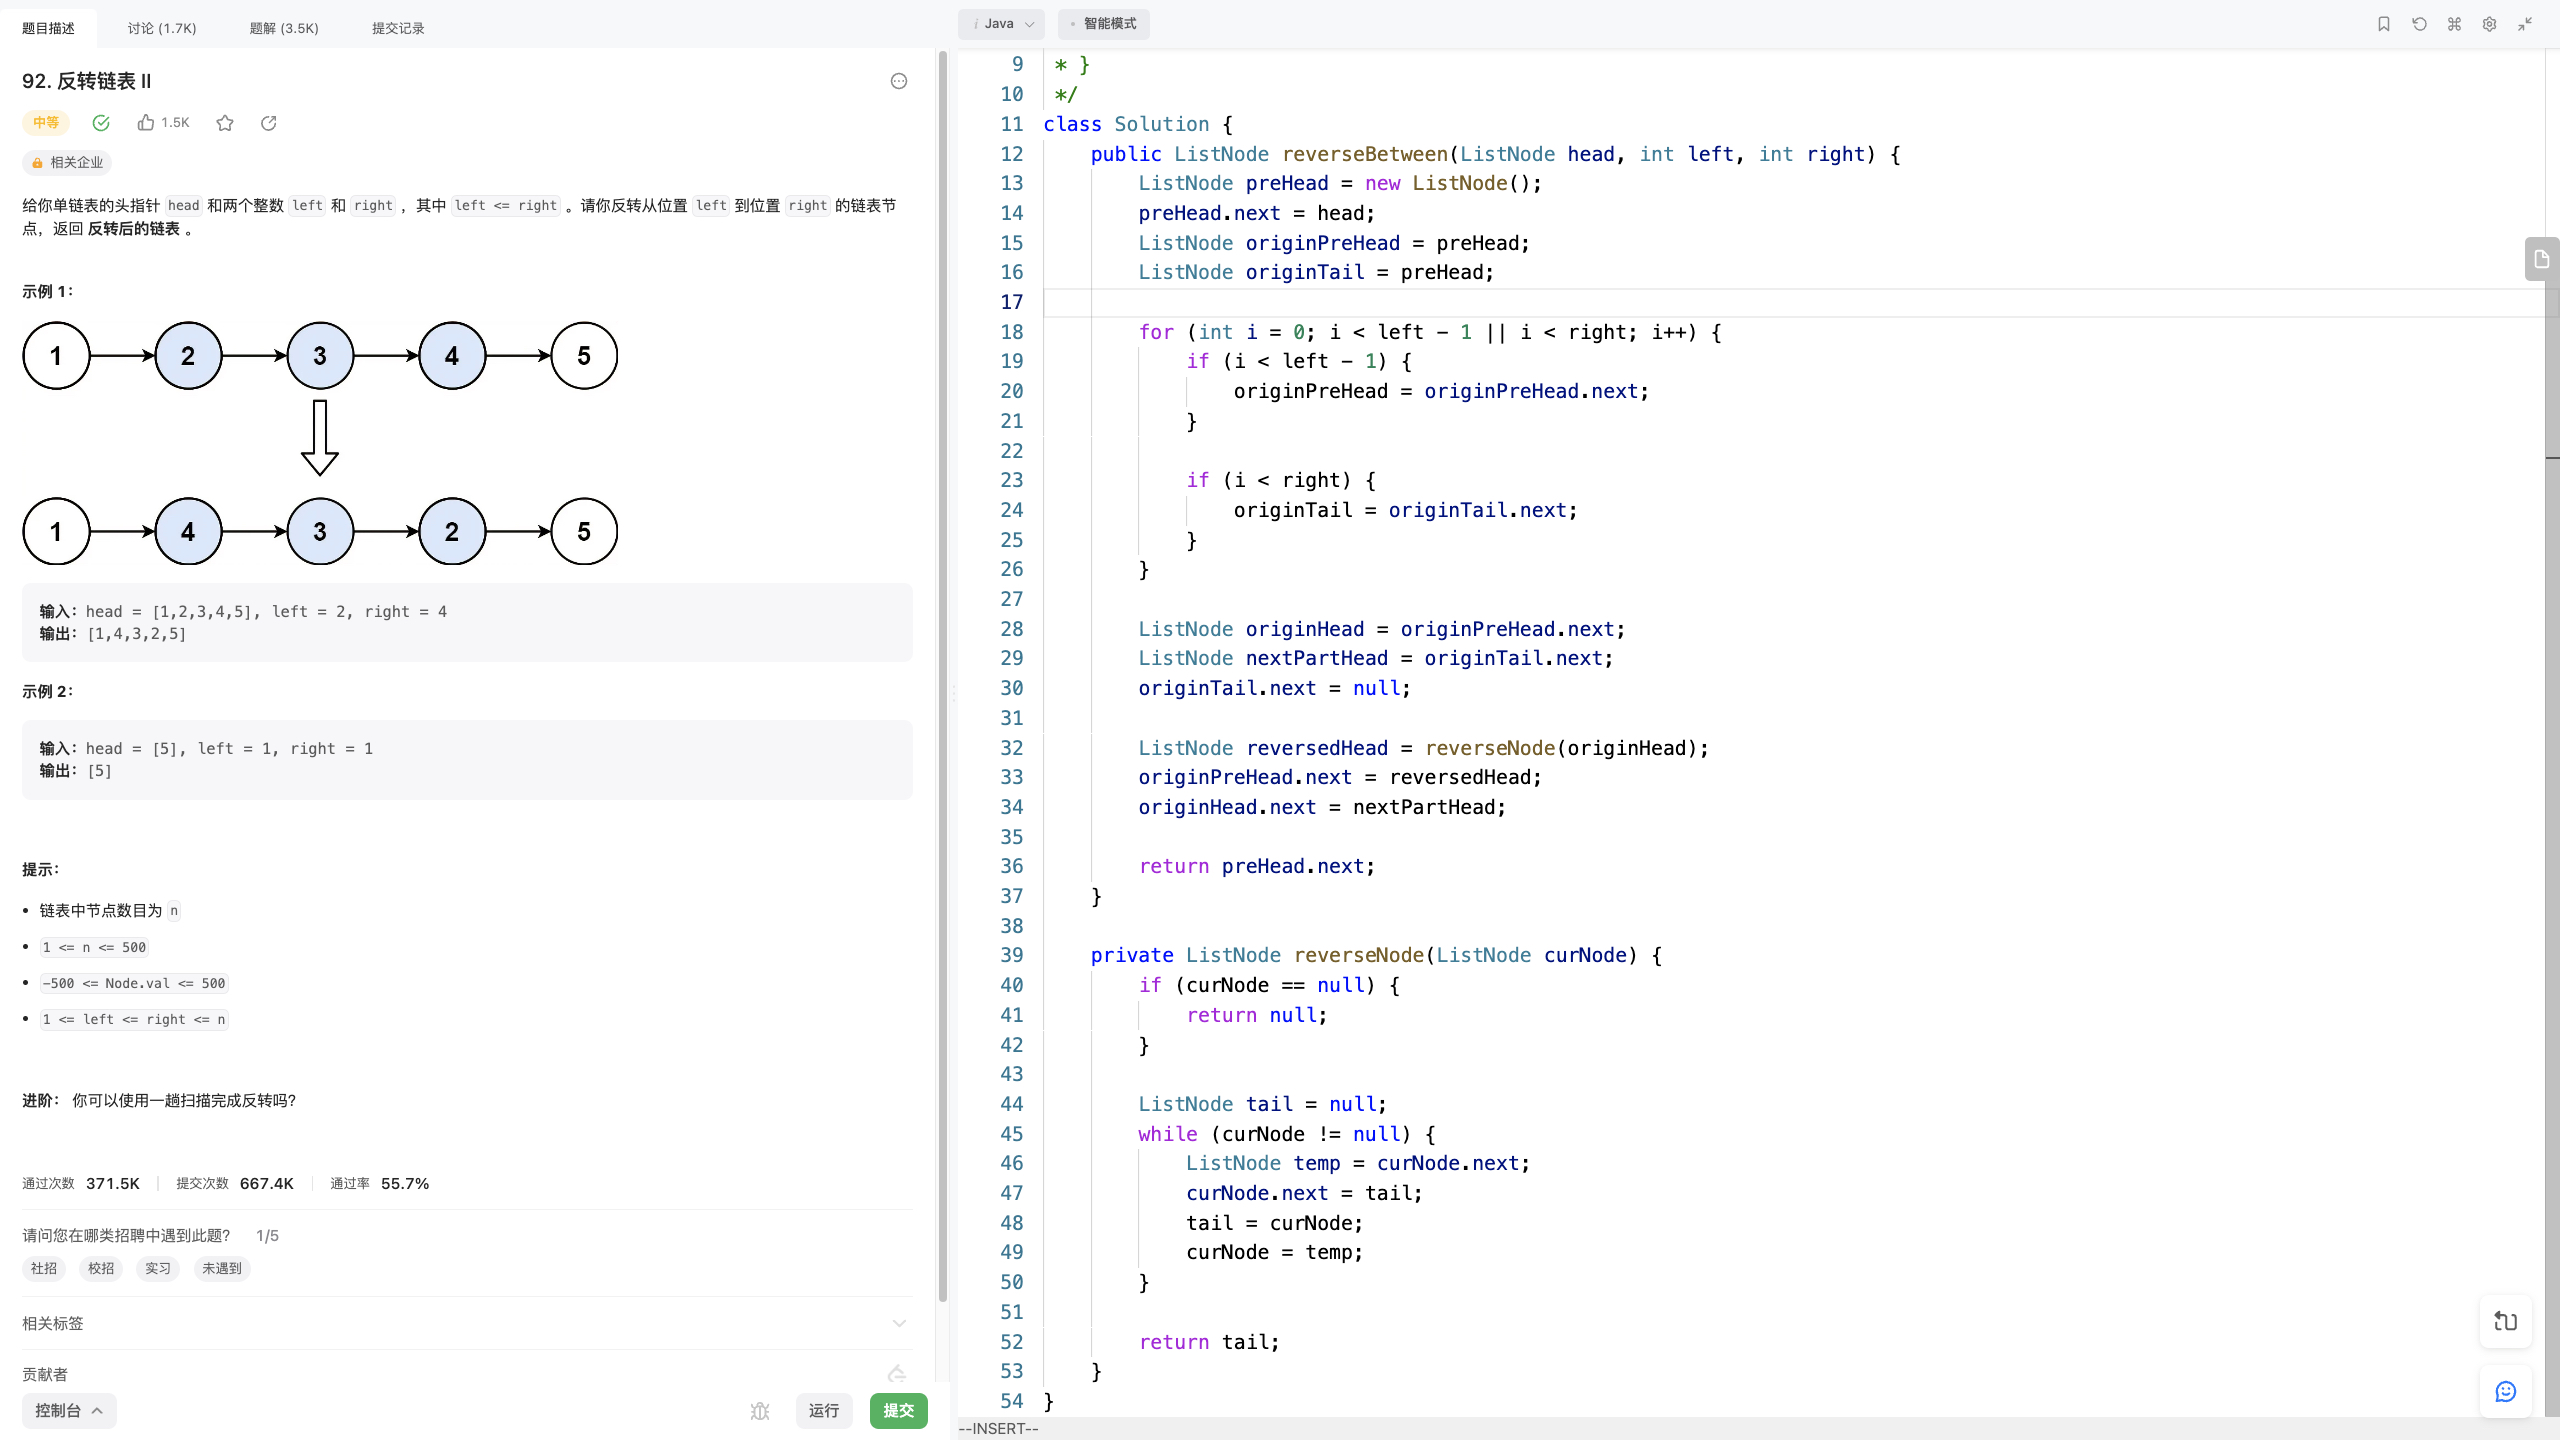 题目描述
讨论 (1.7K)
题解 (3.5K)
提交记录
92. 反转链表 II
中等
1.5K
相关企业
给你单链表的头指针 head 和两个整数 left 和 right ，其中 left <= right 。请你反转从位置 left 到位置 right 的链表节
点，返回 反转后的链表 。
示例 1：
1 2 3 4 5
1 4 3 2 5
输入：head = [1,2,3,4,5], left = 2, right = 4
输出：[1,4,3,2,5]
示例 2：
输入：head = [5], left = 1, right = 1
输出：[5]
提示：
• 链表中节点数目为 n
• 1 <= n <= 500
• -500 <= Node.val <= 500
• 1 <= left <= right <= n
进阶： 你可以使用一趟扫描完成反转吗？
通过次数 371.5K | 提交次数 667.4K | 通过率 55.7%
请问您在哪类招聘中遇到此题？ 1/5
社招 校招 实习 未遇到
相关标签
贡献者
控制台
运行
提交
i Java
智能模式
9 * }
10 */
11 class Solution {
12 public ListNode reverseBetween(ListNode head, int left, int right) {
13 ListNode preHead = new ListNode();
14 preHead.next = head;
15 ListNode originPreHead = preHead;
16 ListNode originTail = preHead;
17
18 for (int i = 0; i < left - 1 || i < right; i++) {
19 if (i < left - 1) {
20 originPreHead = originPreHead.next;
21 }
22
23 if (i < right) {
24 originTail = originTail.next;
25 }
26 }
27
28 ListNode originHead = originPreHead.next;
29 ListNode nextPartHead = originTail.next;
30 originTail.next = null;
31
32 ListNode reversedHead = reverseNode(originHead);
33 originPreHead.next = reversedHead;
34 originHead.next = nextPartHead;
35
36 return preHead.next;
37 }
38
39 private ListNode reverseNode(ListNode curNode) {
40 if (curNode == null) {
41 return null;
42 }
43
44 ListNode tail = null;
45 while (curNode != null) {
46 ListNode temp = curNode.next;
47 curNode.next = tail;
48 tail = curNode;
49 curNode = temp;
50 }
51
52 return tail;
53 }
54 }
--INSERT--